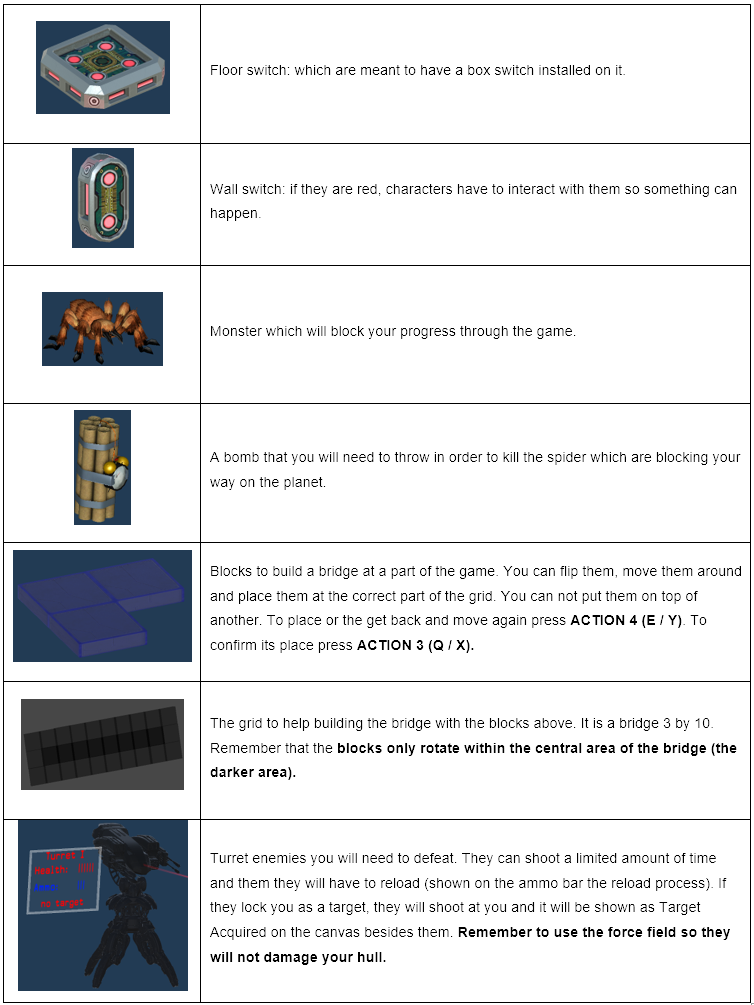 Floor switch: which are meant to have a box switch installed on it.
Wall switch: if they are red, characters have to interact with them so something can
happen.
Monster which will block your progress through the game.
A bomb that you will need to throw in order to kill the spider which are blocking your
way on the planet.
Blocks to build a bridge at a part of the game. You can flip them, move them around
and place them at the correct part of the grid. You can not put them on top of
another. To place or the get back and move again press ACTION 4 (E / Y). To
confirm its place press ACTION 3 (Q / X).
The grid to help building the bridge with the blocks above. It is a bridge 3 by 10.
Remember that the blocks only rotate within the central area of the bridge (the
darker area).
Turret 1
Health:
Ammo:
No target
Turret enemies you will need to defeat. They can shoot a limited amount of time
and them they will have to reload (shown on the ammo bar the reload process). If
they lock you as a target, they will shoot at you and it will be shown as Target
Acquired on the canvas besides them. Remember to use the force field so they
will not damage your hull.